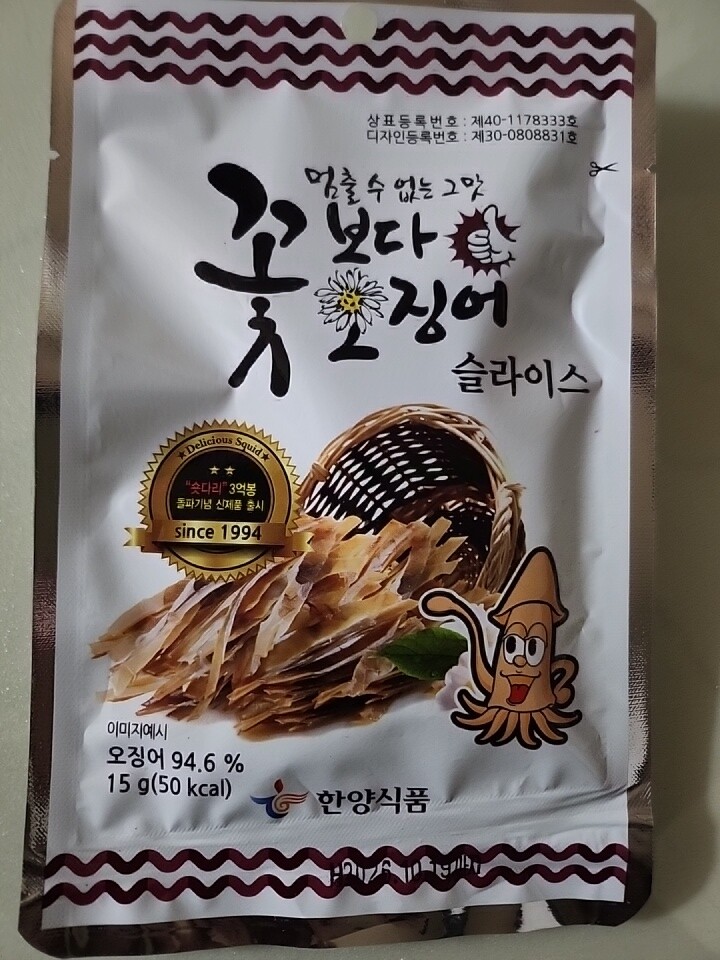 상표등록번호 : 제40-1178333호
디자인등록번호 : 제30-0808831호
멈출 수 없는 그맛
꽃보다
오징어
슬라이스
Delicious Squid
"숏다리" 3억봉
돌파기념 신제품 출시
since 1994
이미지예시
오징어 94.6 %
15 g(50 kcal)
한양식품
2026.10.19